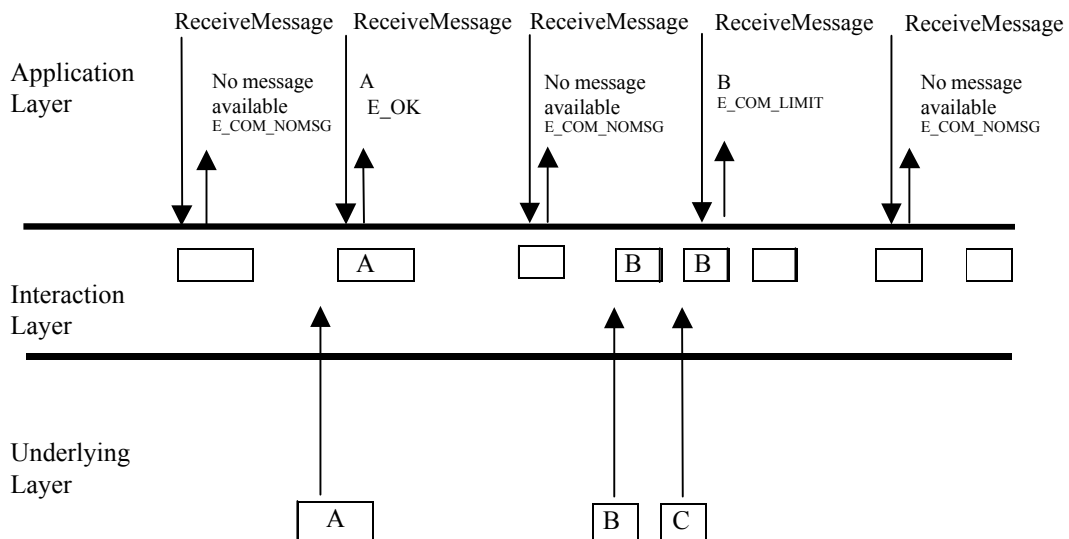 ReceiveMessage ReceiveMessage ReceiveMessage ReceiveMessage ReceiveMessage
Application
Layer
No message
available
E_COM_NOMSG
A
E_OK
No message
available
E_COM_NOMSG
B
E_COM_LIMIT
No message
available
E_COM_NOMSG
A
B
B
Interaction
Layer
Underlying
Layer
A
B
C